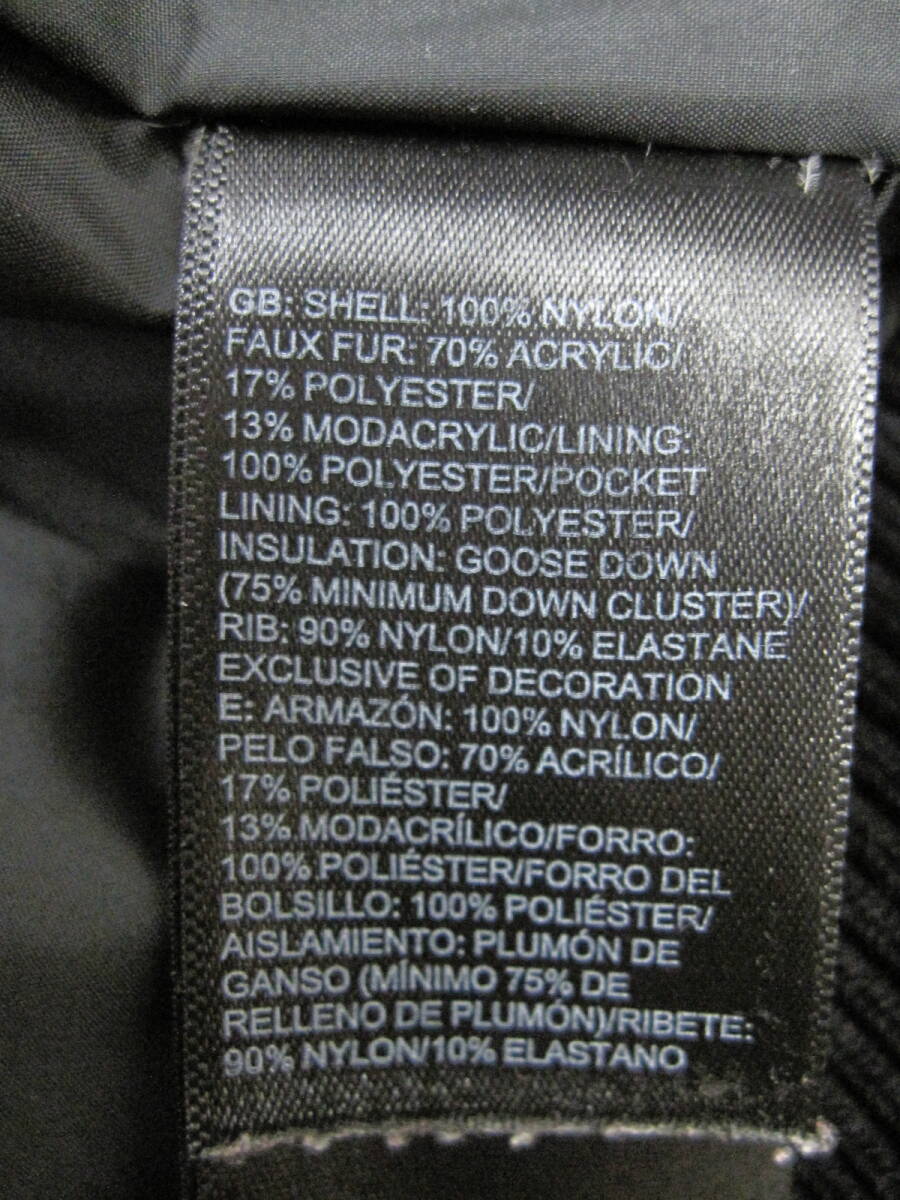 GB: SHELL: 100% NYLON/
FAUX FUR: 70% ACRYLIC/
17% POLYESTER/
13% MODACRYLIC/LINING:
100% POLYESTER/POCKET
LINING: 100% POLYESTER/
INSULATION: GOOSE DOWN
(75% MINIMUM DOWN CLUSTER)/
RIB: 90% NYLON/10% ELASTANE
EXCLUSIVE OF DECORATION
E: ARMAZÓN: 100% NYLON/
PELO FALSO: 70% ACRÍLICO/
17% POLIÉSTER/
13% MODACRÍLICO/FORRO:
100% POLIÉSTER/FORRO DEL
BOLSILLO: 100% POLIÉSTER/
AISLAMIENTO: PLUMÓN DE
GANSO (MÍNIMO 75% DE
RELLENO DE PLUMÓN)/RIBETE:
90% NYLON/10% ELASTANO